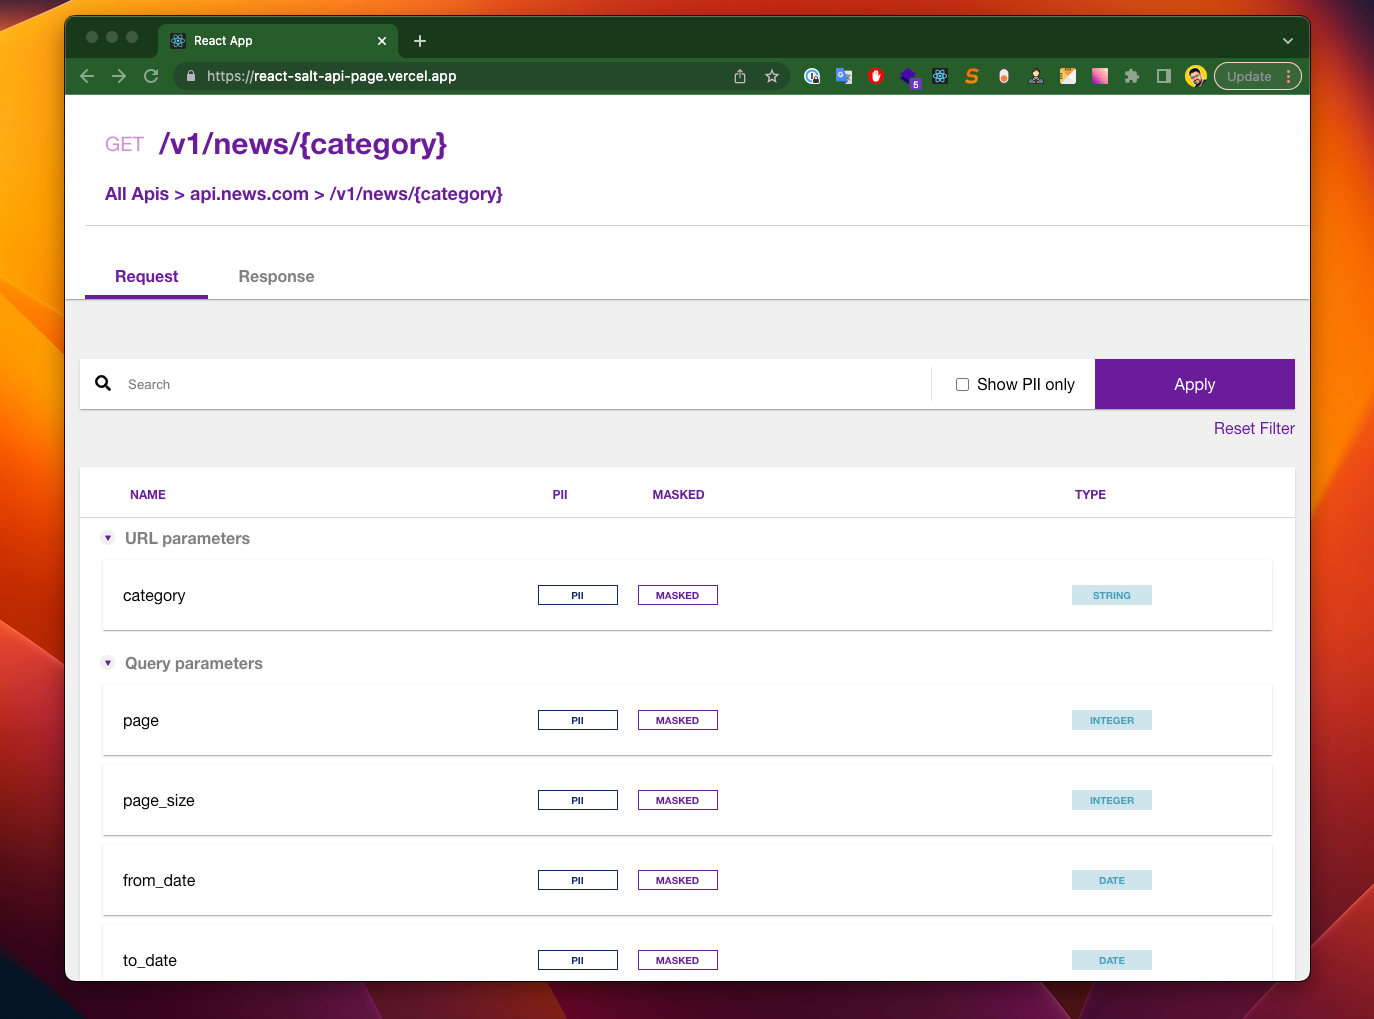 React App
https://react-salt-api-page.vercel.app
5
Update
GET /v1/news/{category}
All Apis > api.news.com > /v1/news/{category}
Request Response
Search Show PII only Apply
Reset Filter
NAME PII MASKED TYPE
URL parameters
category PII MASKED STRING
Query parameters
page PII MASKED INTEGER
page_size PII MASKED INTEGER
from_date PII MASKED DATE
to_date PII MASKED DATE